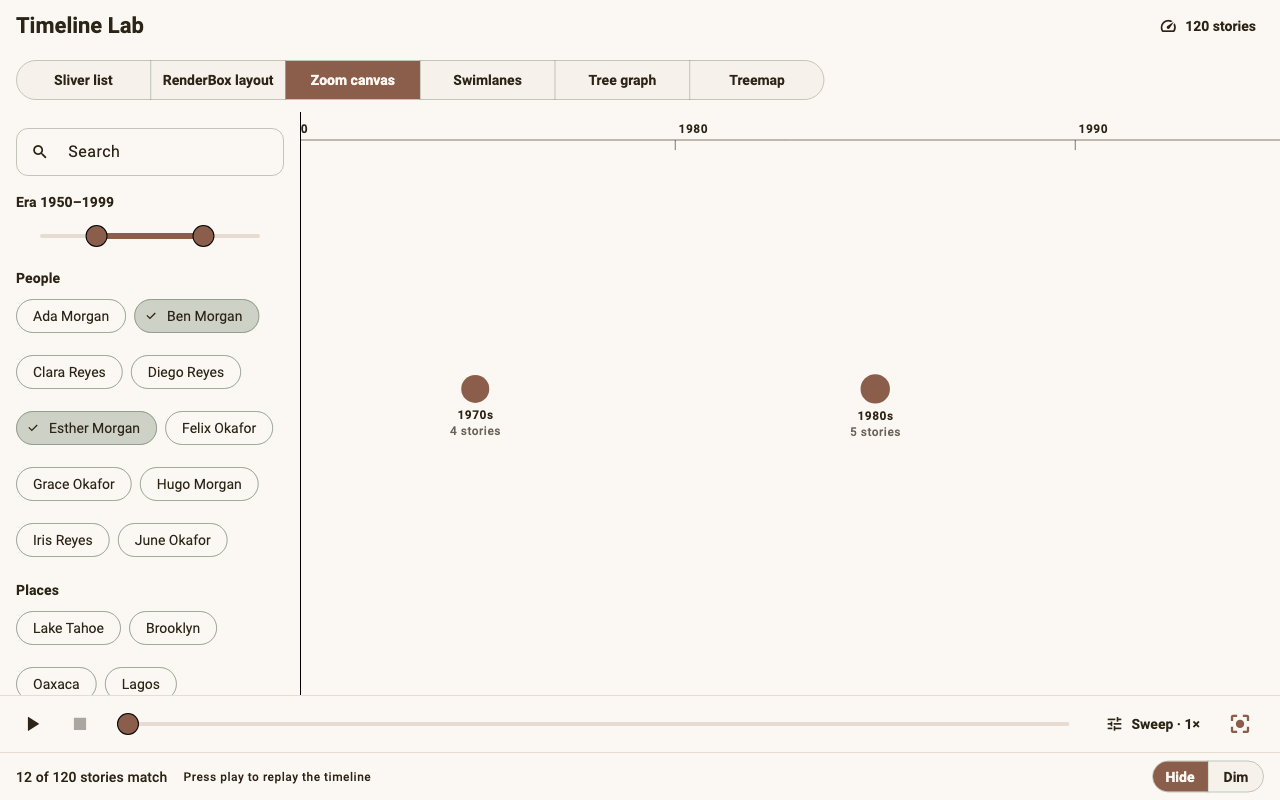 Timeline Lab
120 stories
Sliver list
RenderBox layout
Zoom canvas
Swimlanes
Tree graph
Treemap
Search
Era 1950–1999
People
Ada Morgan
Ben Morgan
Clara Reyes
Diego Reyes
Esther Morgan
Felix Okafor
Grace Okafor
Hugo Morgan
Iris Reyes
June Okafor
Places
Lake Tahoe
Brooklyn
Oaxaca
Lagos
0
1980
1990
1970s
4 stories
1980s
5 stories
Sweep · 1×
12 of 120 stories match
Press play to replay the timeline
Hide
Dim